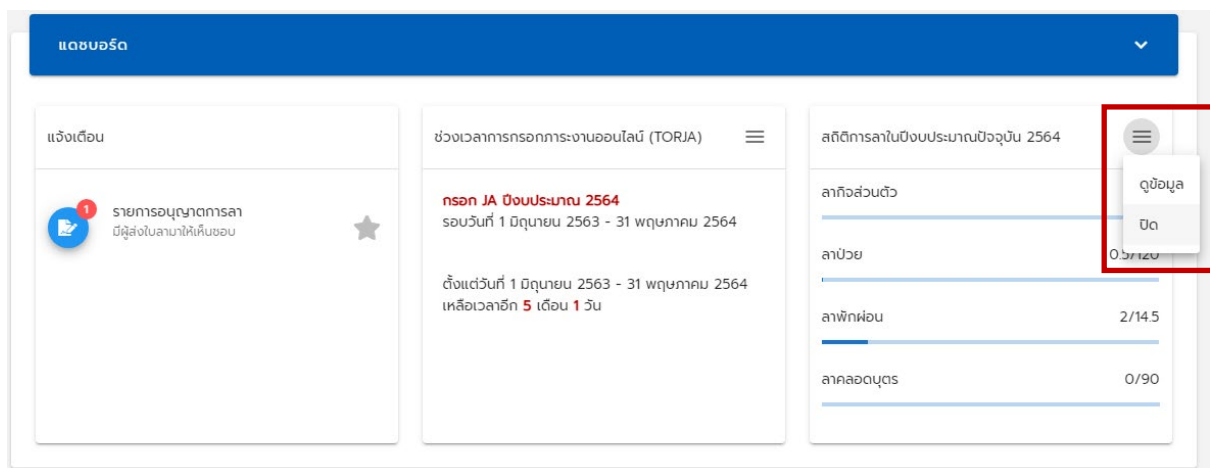 แดชบอร์ด
แจ้งเตือน
1
รายการอนุญาตการลา
มีผู้ส่งใบลามาให้เห็นชอบ
ช่วงเวลาการกรอกภาระงานออนไลน์ (TORJA)
กรอก JA ปีงบประมาณ 2564
รอบวันที่ 1 มิถุนายน 2563 - 31 พฤษภาคม 2564
ตั้งแต่วันที่ 1 มิถุนายน 2563 - 31 พฤษภาคม 2564
เหลือเวลาอีก 5 เดือน 1 วัน
สถิติการลาในปีงบประมาณปัจจุบัน 2564
ดูข้อมูล
ปิด
ลากิจส่วนตัว
ลาป่วย 0.5/120
ลาพักผ่อน 2/14.5
ลาคลอดบุตร 0/90